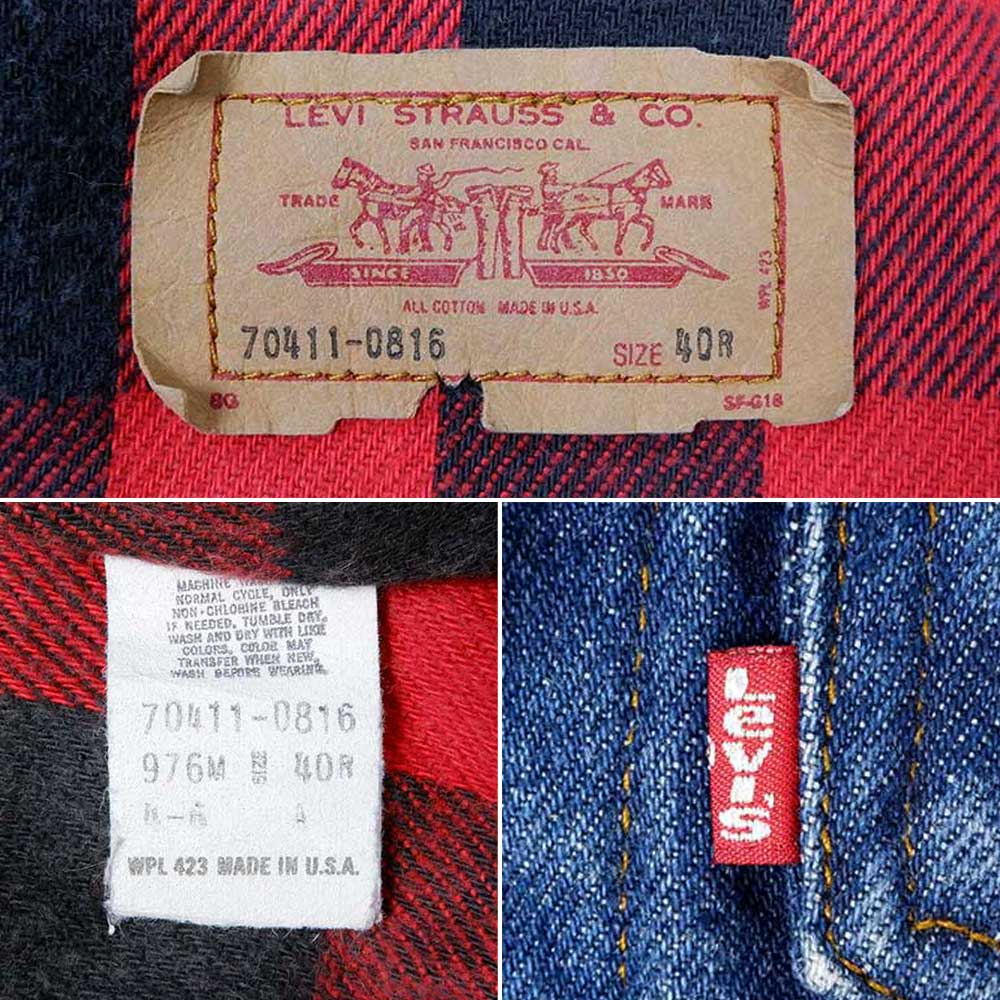 LEVI STRAUSS & CO.
SAN FRANCISCO CAL.
TRADE MARK
SINCE 1850
WPL 423
ALL COTTON MADE IN U.S.A.
70411-0816 SIZE 40R
SF-G18
MACHINE
NORMAL CYCLE, ONLY
NON-CHLORINE BLEACH
IF NEEDED. TUMBLE DRY.
WASH AND DRY WITH LIKE
COLORS. COLOR MAY
TRANSFER WHEN NEW,
WASH BEFORE WEARING.
70411-0816
976M SIZE 40R
WPL 423 MADE IN U.S.A.
LeVI'S